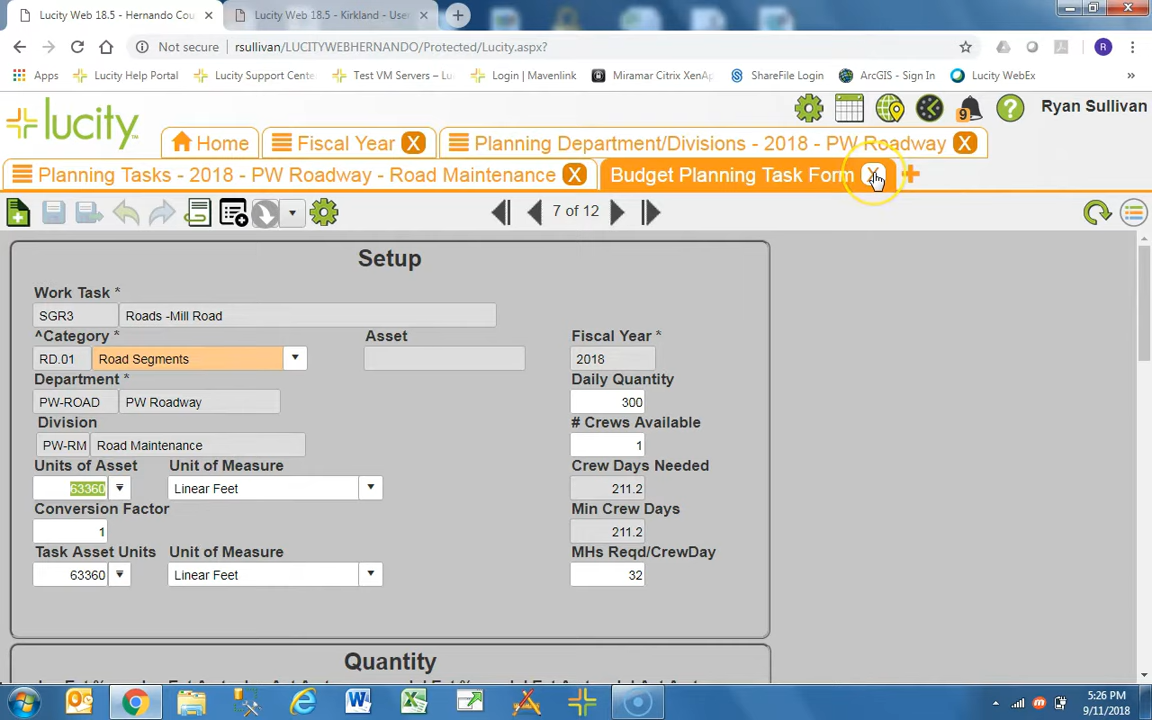 Lucity Web 18.5 - Hernando Cou × Lucity Web 18.5 - Kirkland - Use ×
Not secure rsullivan/LUCITYWEBHERNANDO/Protected/Lucity.aspx? R
Apps Lucity Help Portal Lucity Support Cente Test VM Servers – Lu Login | Mavenlink Miramar Citrix XenAp ShareFile Login ArcGIS - Sign In Lucity WebEx »
lucity 9 ? Ryan Sullivan
Home Fiscal Year X Planning Department/Divisions - 2018 - PW Roadway X
Planning Tasks - 2018 - PW Roadway - Road Maintenance X Budget Planning Task Form X +
7 of 12
Setup
Work Task *
SGR3 Roads -Mill Road
^Category * Asset Fiscal Year *
RD.01 Road Segments 2018
Department * Daily Quantity
PW-ROAD PW Roadway 300
Division # Crews Available
PW-RM Road Maintenance 1
Units of Asset Unit of Measure Crew Days Needed
63360 Linear Feet 211.2
Conversion Factor Min Crew Days
1 211.2
Task Asset Units Unit of Measure MHs Reqd/CrewDay
63360 Linear Feet 32
Quantity
5:26 PM
9/11/2018